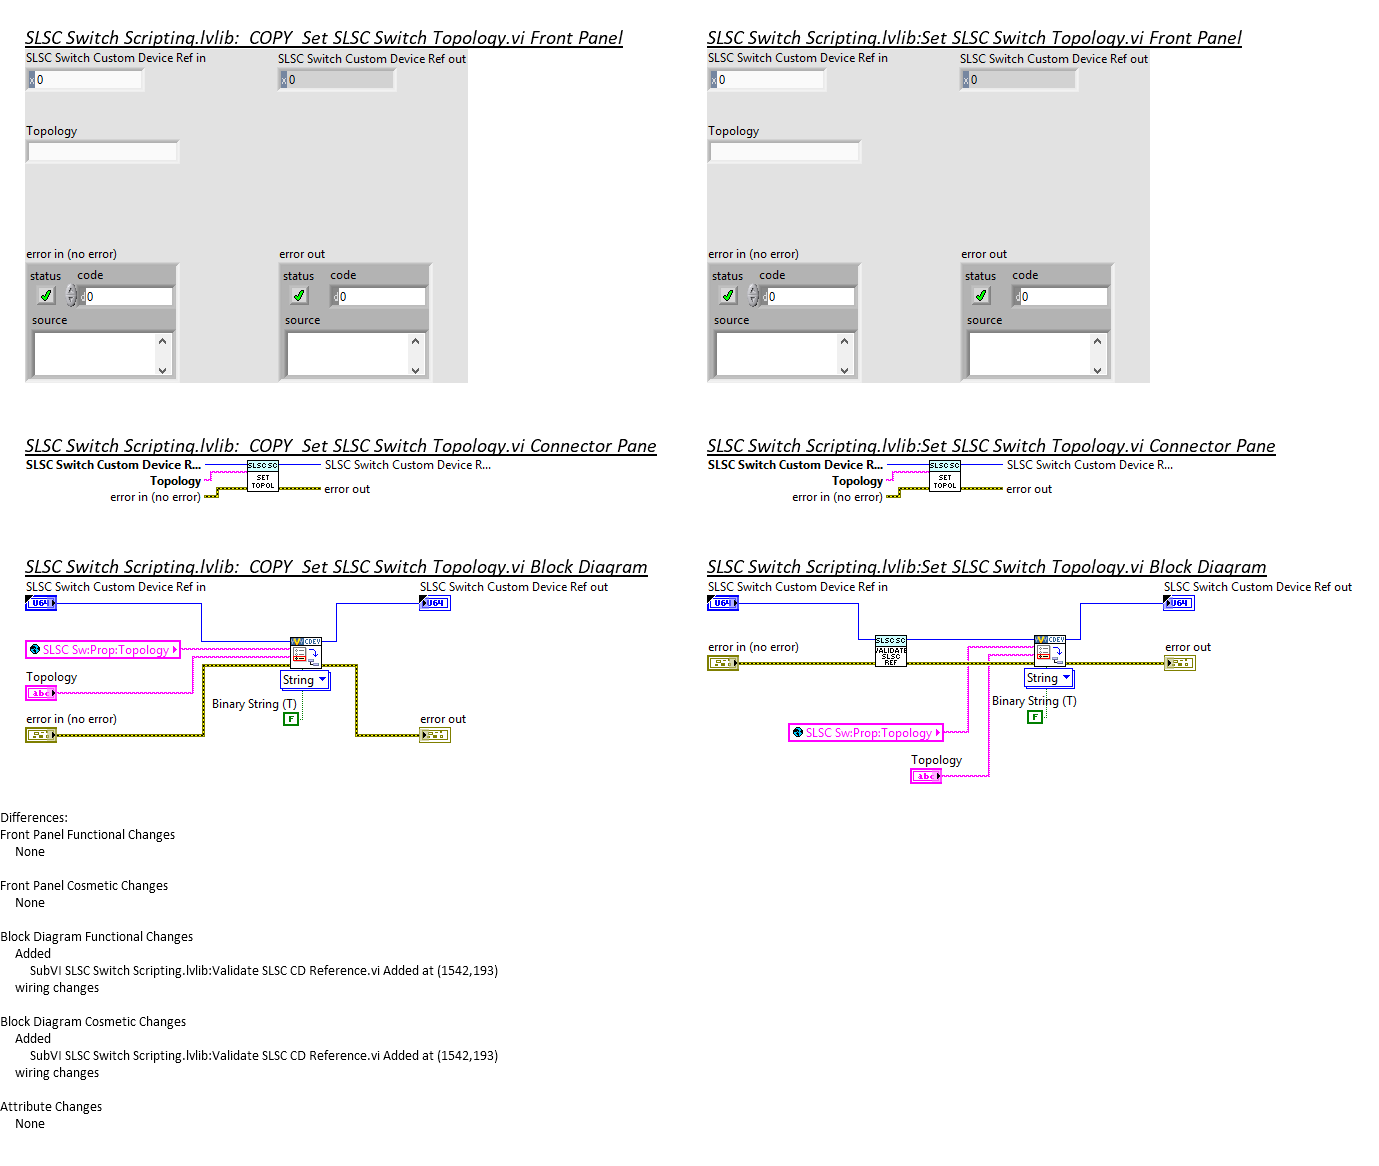 SLSC Switch Scripting.lvlib:  COPY  Set SLSC Switch Topology.vi Front Panel
SLSC Switch Custom Device Ref in
SLSC Switch Custom Device Ref out
x 0
x 0
Topology
error in (no error)
error out
status
code
status
code
d 0
d 0
source
source
SLSC Switch Scripting.lvlib:Set SLSC Switch Topology.vi Front Panel
SLSC Switch Custom Device Ref in
SLSC Switch Custom Device Ref out
x 0
x 0
Topology
error in (no error)
error out
status
code
status
code
d 0
d 0
source
source
SLSC Switch Scripting.lvlib:  COPY  Set SLSC Switch Topology.vi Connector Pane
SLSC Switch Custom Device R...
SLSC SC
SLSC Switch Custom Device R...
Topology
SET
TOPOL
error in (no error)
error out
SLSC Switch Scripting.lvlib:Set SLSC Switch Topology.vi Connector Pane
SLSC Switch Custom Device R...
SLSC SC
SLSC Switch Custom Device R...
Topology
SET
TOPOL
error in (no error)
error out
SLSC Switch Scripting.lvlib:  COPY  Set SLSC Switch Topology.vi Block Diagram
SLSC Switch Custom Device Ref in
SLSC Switch Custom Device Ref out
U64
U64
CDEV
SLSC Sw:Prop:Topology
Topology
abc
String
Binary String (T)
F
error in (no error)
error out
SLSC Switch Scripting.lvlib:Set SLSC Switch Topology.vi Block Diagram
SLSC Switch Custom Device Ref in
SLSC Switch Custom Device Ref out
U64
U64
error in (no error)
SLSC SC
VALIDATE
SLSC
REF
CDEV
error out
String
Binary String (T)
F
SLSC Sw:Prop:Topology
Topology
abc
Differences:
Front Panel Functional Changes
None
Front Panel Cosmetic Changes
None
Block Diagram Functional Changes
Added
SubVI SLSC Switch Scripting.lvlib:Validate SLSC CD Reference.vi Added at (1542,193)
wiring changes
Block Diagram Cosmetic Changes
Added
SubVI SLSC Switch Scripting.lvlib:Validate SLSC CD Reference.vi Added at (1542,193)
wiring changes
Attribute Changes
None